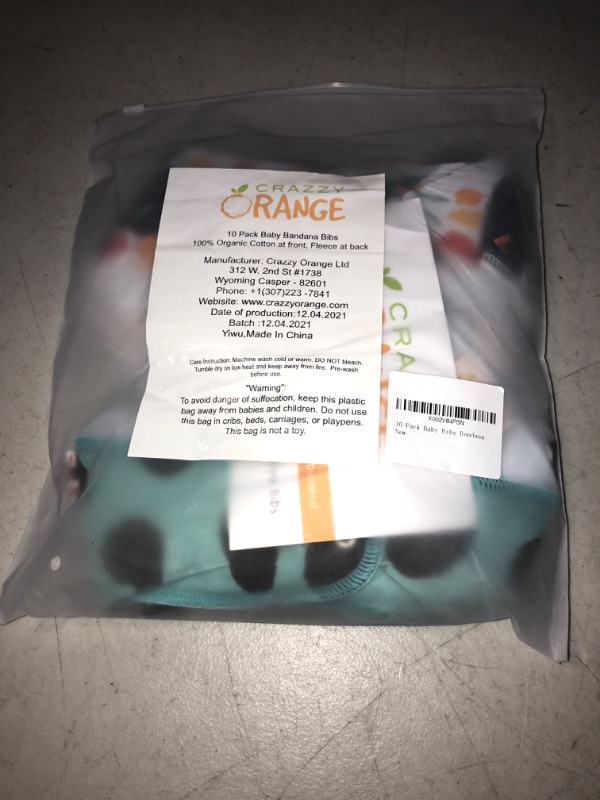 CRAZZY
ORANGE
10 Pack Baby Bandana Bibs
100% Organic Cotton at front, Fleece at back
Manufacturer: Crazzy Orange Ltd
312 W. 2nd St #1738
Wyoming Casper - 82601
Phone: +1(307)223 -7841
Webisite: www.crazzyorange.com
Date of production:12.04.2021
Batch :12.04.2021
Yiwu,Made In China
Care Instruction: Machine wash cold or warm. DO NOT bleach.
Tumble dry on low heat and keep away from fire. Pre-wash
before use.
"Warning":
To avoid danger of suffocation, keep this plastic
bag away from babies and children. Do not use
this bag in cribs, beds, carriages, or playpens.
This bag is not a toy.
CRA
10 Pack Baby Bibs Bandana
New
bibs